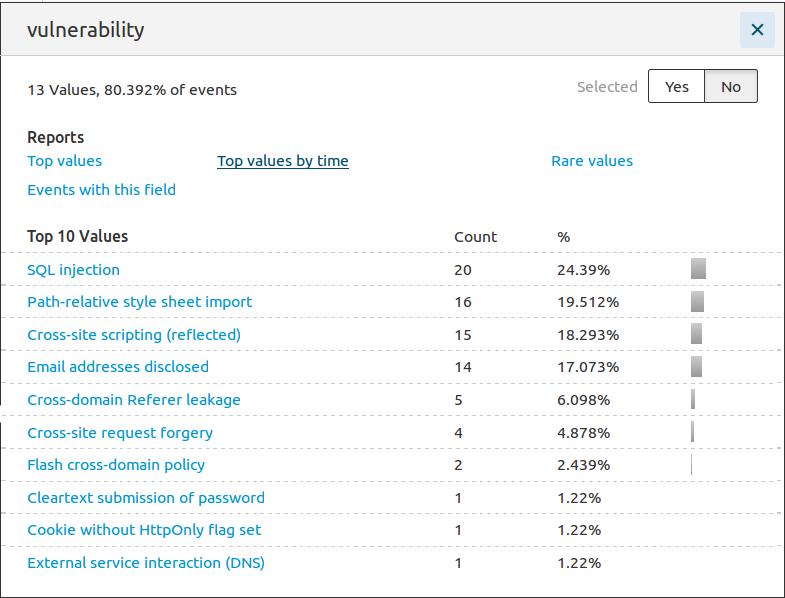 vulnerability ✕
13 Values, 80.392% of events Selected Yes No
Reports
Top values Top values by time Rare values
Events with this field
Top 10 Values Count %
SQL injection 20 24.39%
Path-relative style sheet import 16 19.512%
Cross-site scripting (reflected) 15 18.293%
Email addresses disclosed 14 17.073%
Cross-domain Referer leakage 5 6.098%
Cross-site request forgery 4 4.878%
Flash cross-domain policy 2 2.439%
Cleartext submission of password 1 1.22%
Cookie without HttpOnly flag set 1 1.22%
External service interaction (DNS) 1 1.22%